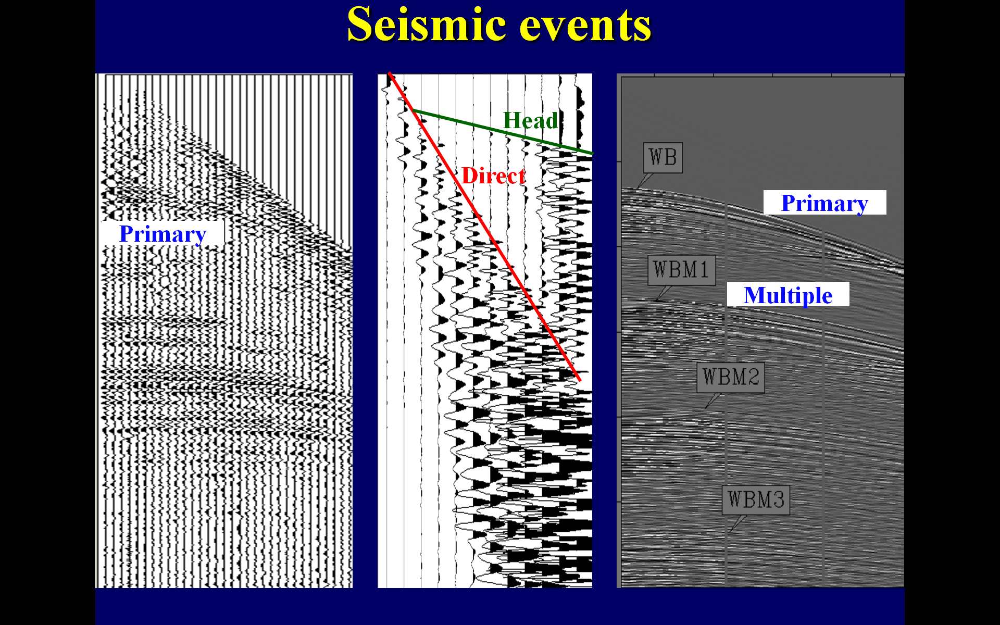 Seismic events
Primary
Head
Direct
WB
Primary
WBM1
Multiple
WBM2
WBM3